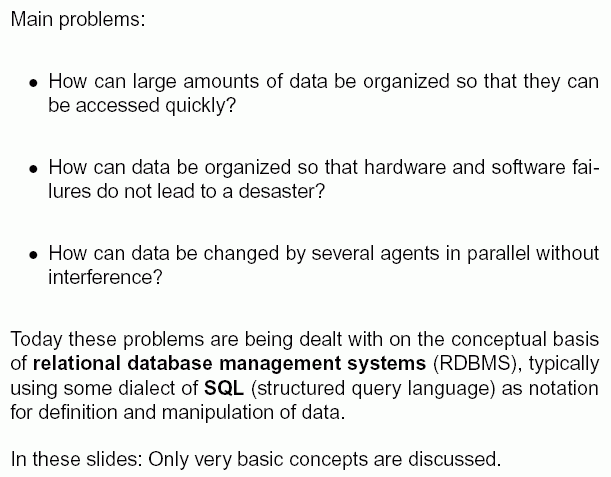 Main problems:
● How can large amounts of data be organized so that they can
be accessed quickly?
● How can data be organized so that hardware and software fai-
lures do not lead to a desaster?
● How can data be changed by several agents in parallel without
interference?
Today these problems are being dealt with on the conceptual basis
of relational database management systems (RDBMS), typically
using some dialect of SQL (structured query language) as notation
for definition and manipulation of data.
In these slides: Only very basic concepts are discussed.